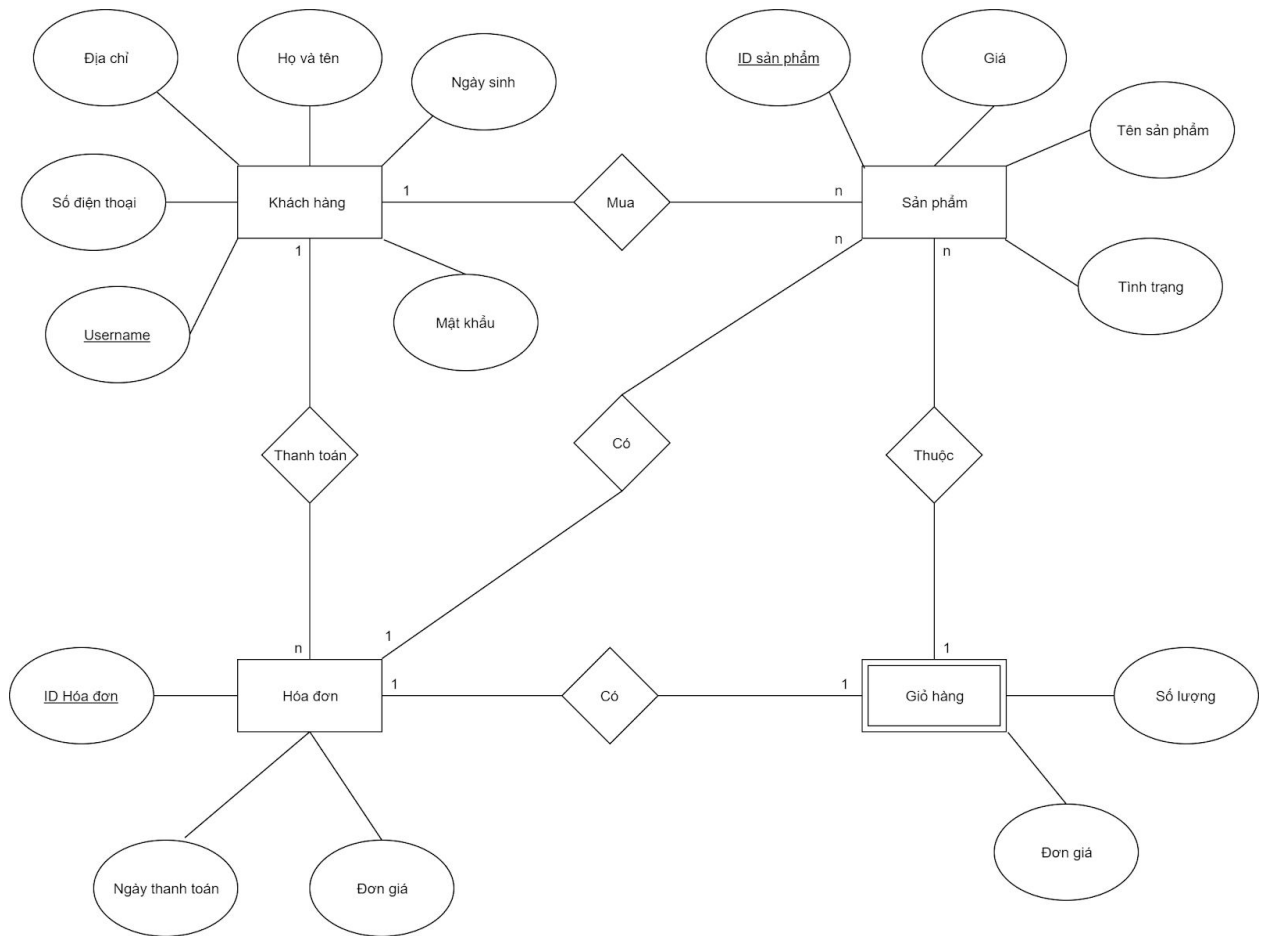 Địa chỉ
Họ và tên
Ngày sinh
ID sản phẩm
Giá
Tên sản phẩm
Số điện thoại
Khách hàng
1
Mua
n
Sản phẩm
1
n
n
Tình trạng
Username
Mật khẩu
Thanh toán
Có
Thuộc
n
1
1
ID Hóa đơn
Hóa đơn
1
Có
1
Giỏ hàng
Số lượng
Ngày thanh toán
Đơn giá
Đơn giá